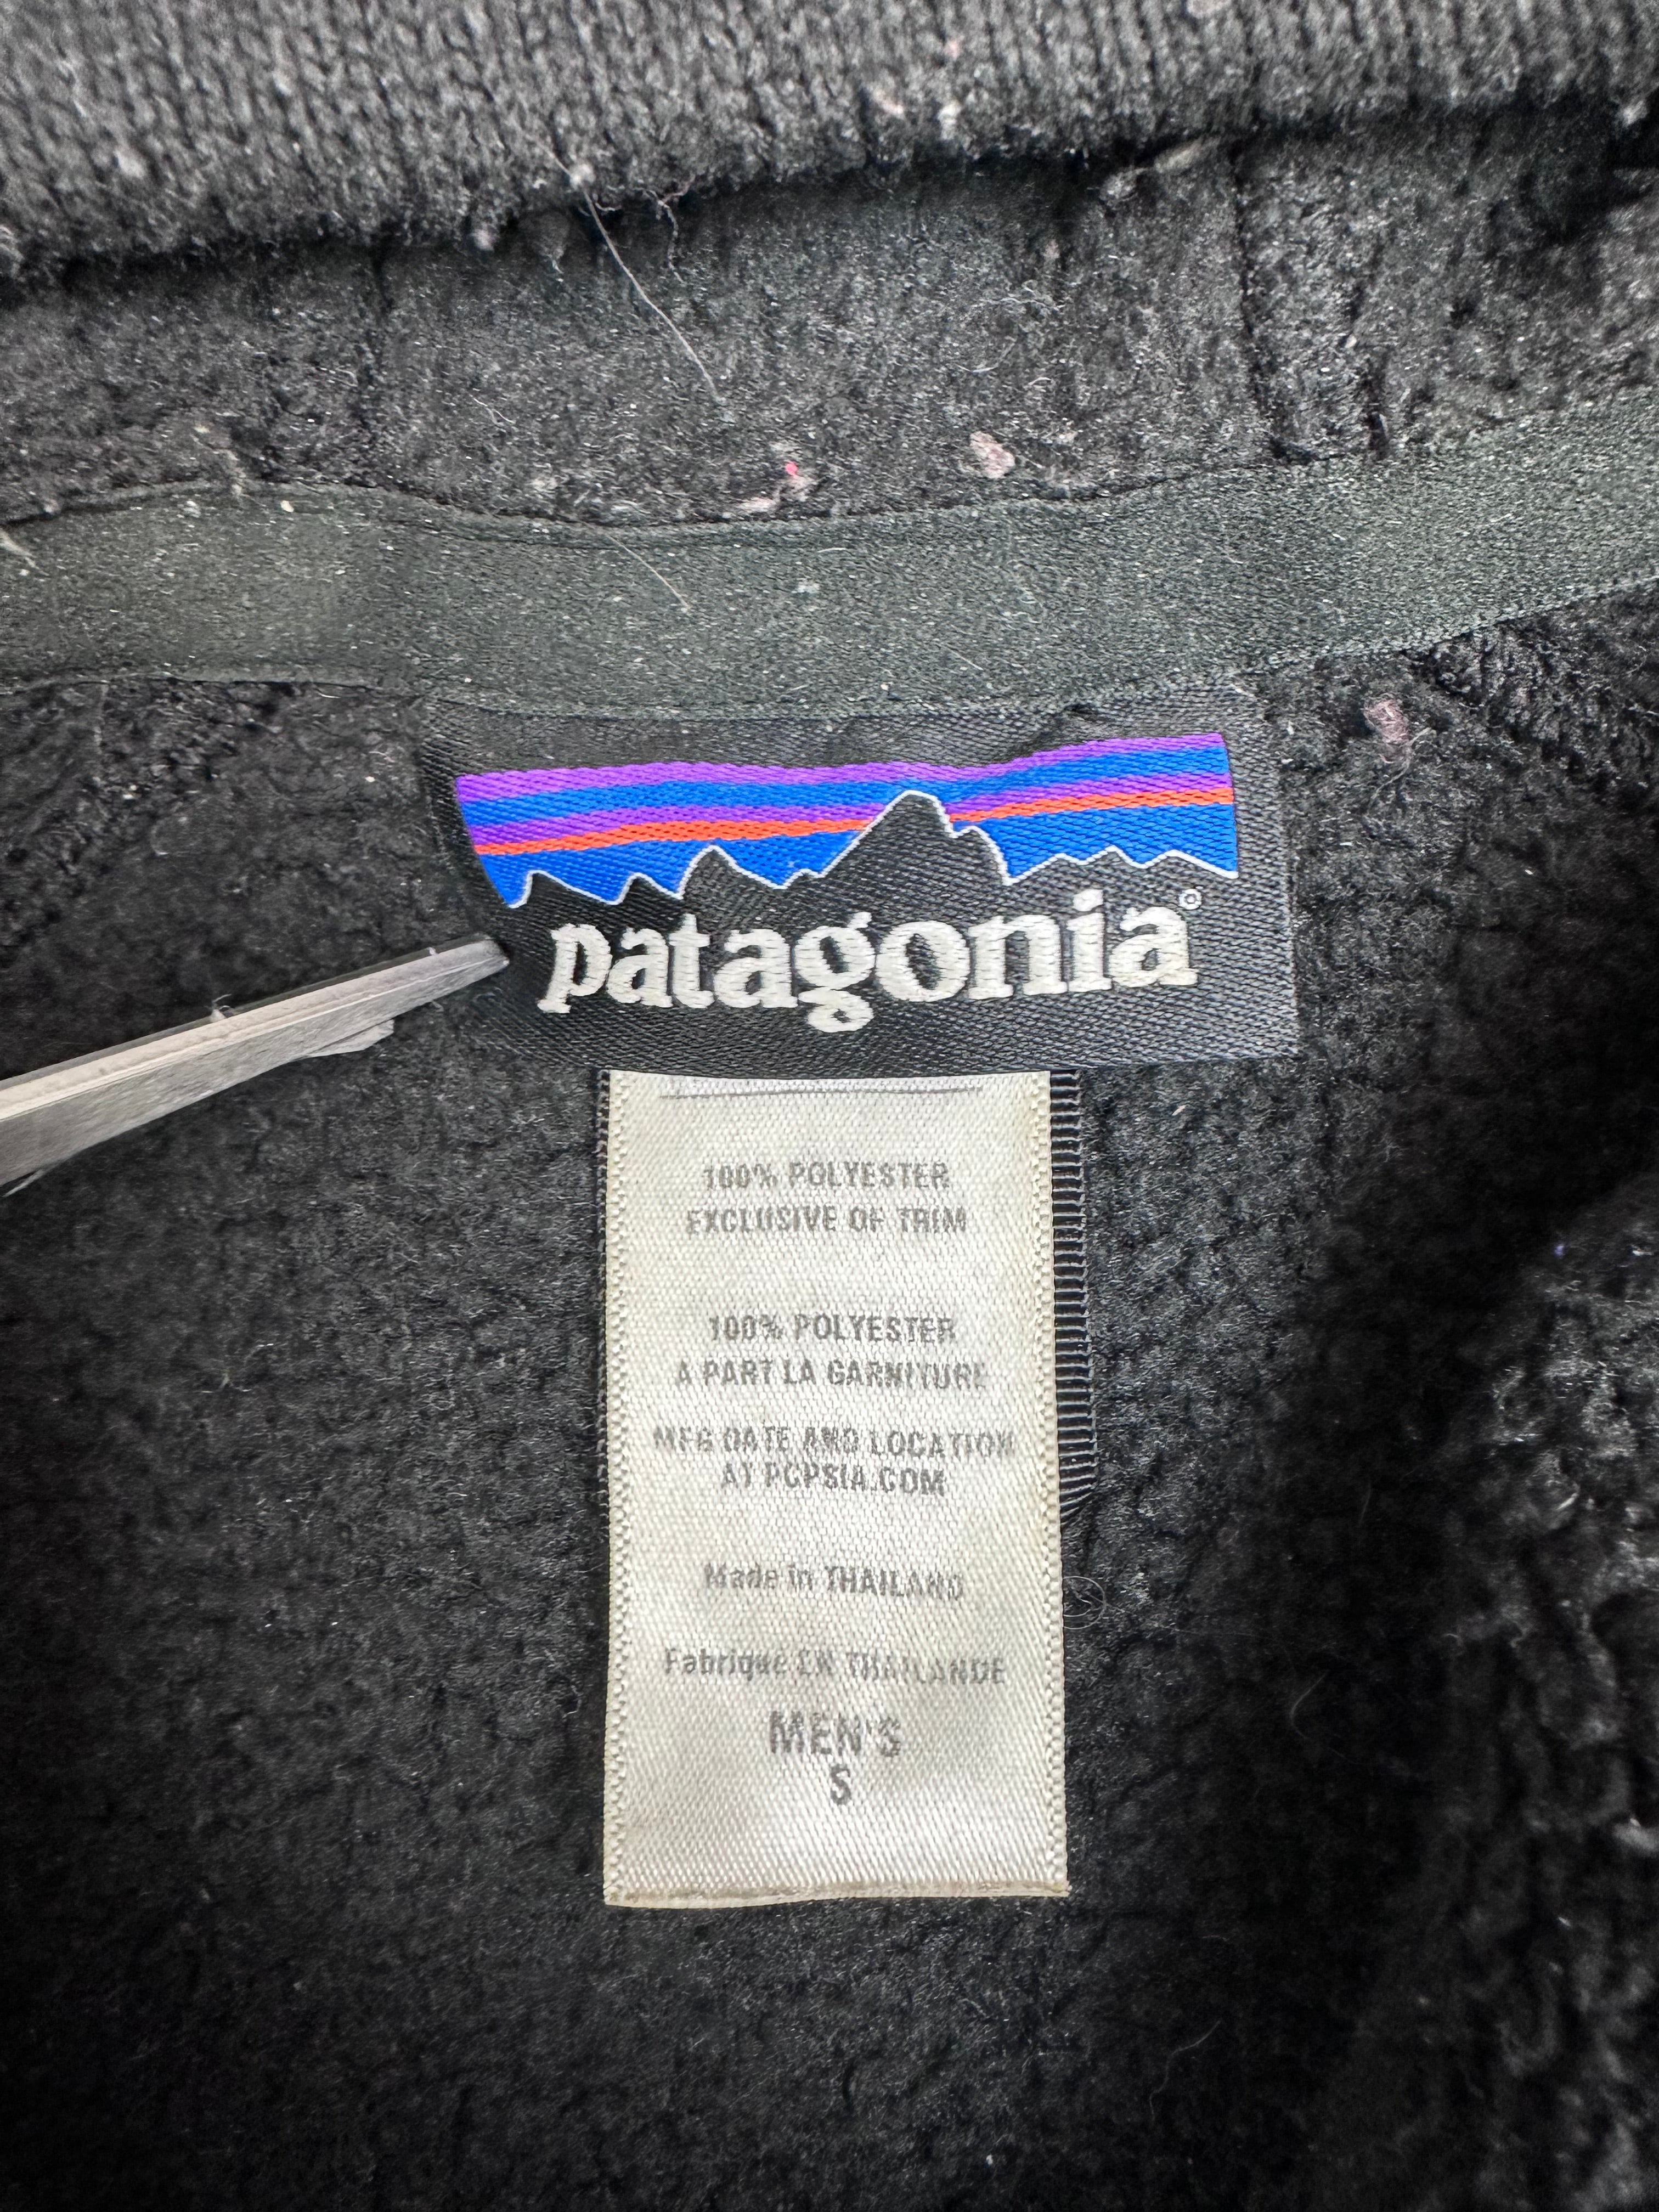 patagonia®
100% POLYESTER
EXCLUSIVE OF TRIM
100% POLYESTER
A PART LA GARNITURE
MFG DATE AND LOCATION
AT PCPSIA.COM
Made in THAILAND
Fabrique EN THAILANDE
MEN'S
S